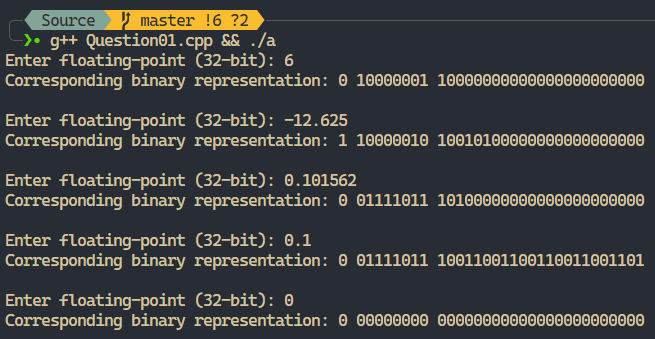 Source master !6 ?2
g++ Question01.cpp && ./a
Enter floating-point (32-bit): 6
Corresponding binary representation: 0 10000001 10000000000000000000000

Enter floating-point (32-bit): -12.625
Corresponding binary representation: 1 10000010 10010100000000000000000

Enter floating-point (32-bit): 0.101562
Corresponding binary representation: 0 01111011 10100000000000000000000

Enter floating-point (32-bit): 0.1
Corresponding binary representation: 0 01111011 10011001100110011001101

Enter floating-point (32-bit): 0
Corresponding binary representation: 0 00000000 00000000000000000000000